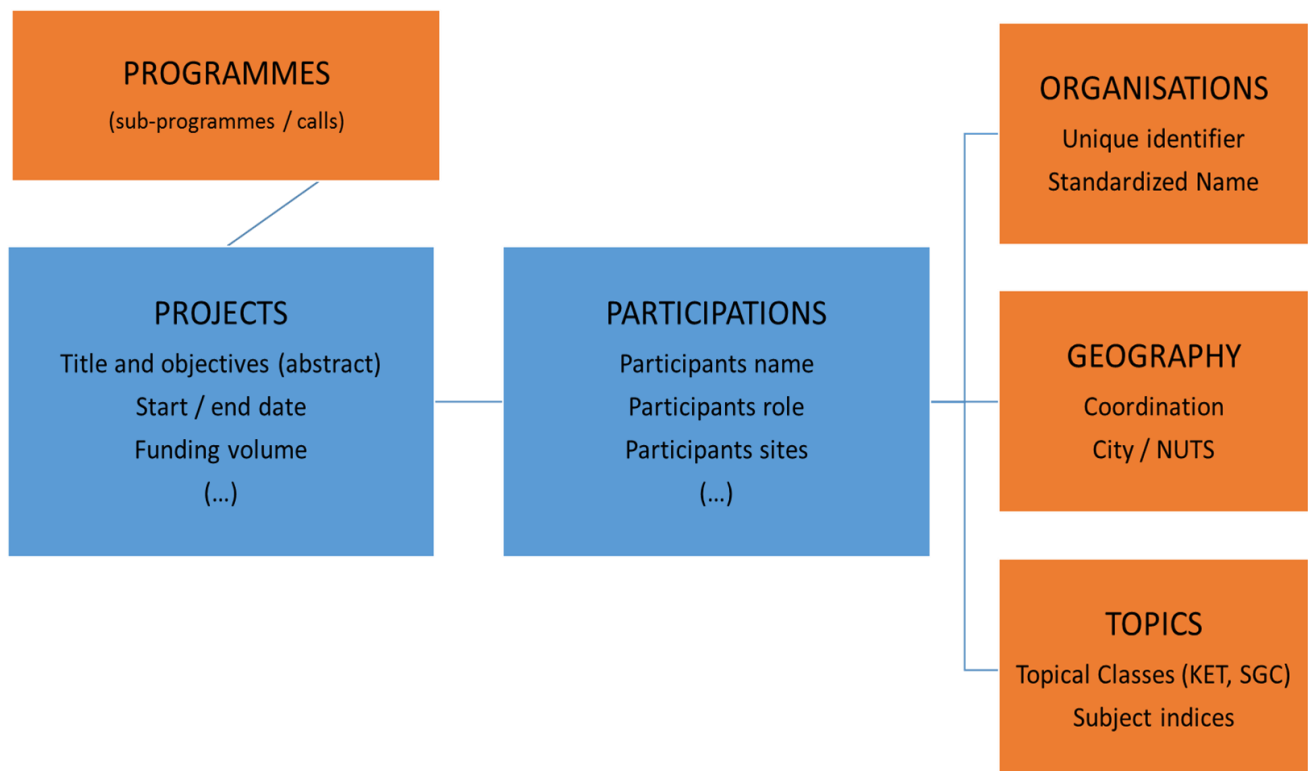 PROGRAMMES
(sub-programmes / calls)
PROJECTS
Title and objectives (abstract)
Start / end date
Funding volume
(...)
PARTICIPATIONS
Participants name
Participants role
Participants sites
(...)
ORGANISATIONS
Unique identifier
Standardized Name
GEOGRAPHY
Coordination
City / NUTS
TOPICS
Topical Classes (KET, SGC)
Subject indices